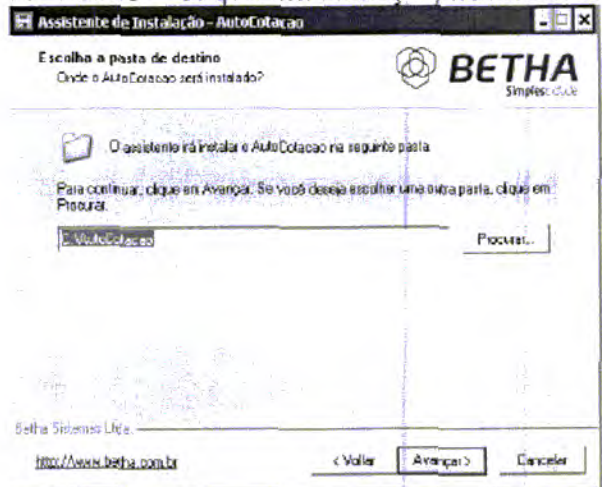 Assistente de Instalação - AutoCotacao
Escolha a pasta de destino
Onde o AutoCotacao será instalado?
BETHA
Simplescidade
O assistente irá instalar o AutoCotacao na seguinte pasta.
Para continuar, clique em Avançar. Se você deseja escolher uma outra pasta, clique em
Procurar.
C:\AutoCotacao
Procurar...
Betha Sistemas Ltda.
http://www.betha.com.br
< Voltar
Avançar >
Cancelar